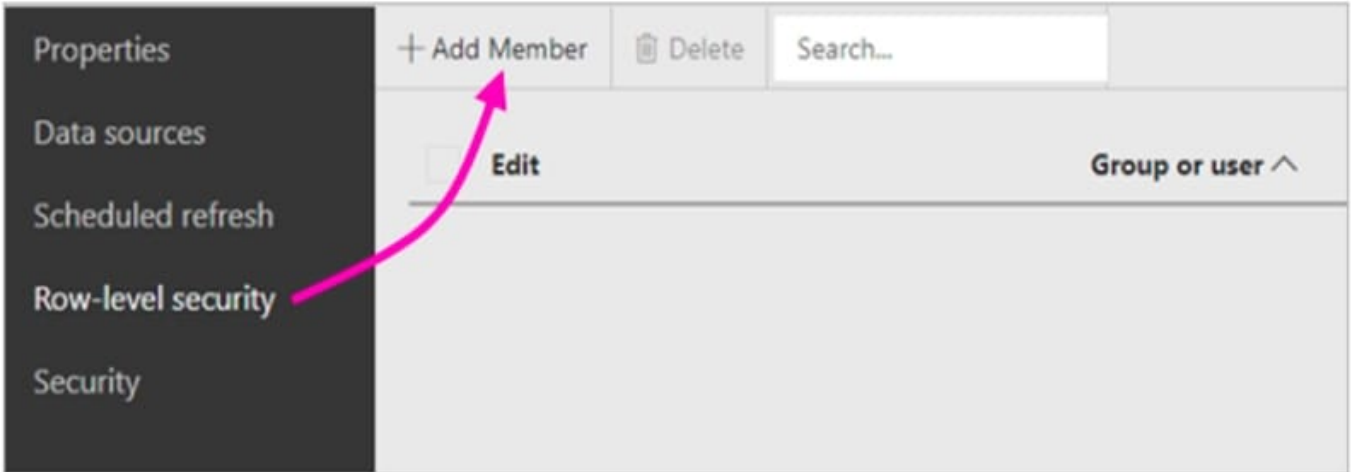 Properties
+ Add Member Delete Search...
Data sources
Edit Group or user
Scheduled refresh
Row-level security
Security